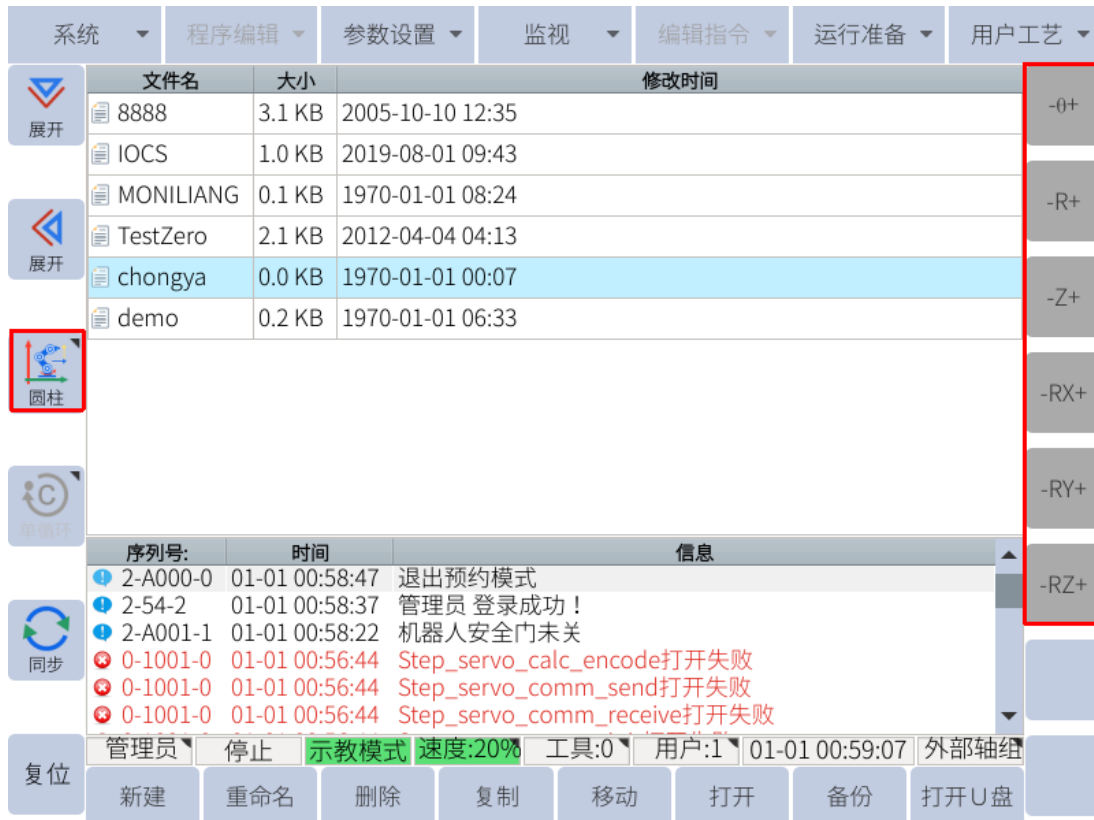 系统 程序编辑 参数设置 监视 编辑指令 运行准备 用户工艺
展开
展开
圆柱
单循环
同步
复位
文件名 大小 修改时间
8888 3.1 KB 2005-10-10 12:35
IOCS 1.0 KB 2019-08-01 09:43
MONILIANG 0.1 KB 1970-01-01 08:24
TestZero 2.1 KB 2012-04-04 04:13
chongya 0.0 KB 1970-01-01 00:07
demo 0.2 KB 1970-01-01 06:33
-θ+
-R+
-Z+
-RX+
-RY+
-RZ+
序列号: 时间 信息
2-A000-0 01-01 00:58:47 退出预约模式
2-54-2 01-01 00:58:37 管理员 登录成功！
2-A001-1 01-01 00:58:22 机器人安全门未关
0-1001-0 01-01 00:56:44 Step_servo_calc_encode打开失败
0-1001-0 01-01 00:56:44 Step_servo_comm_send打开失败
0-1001-0 01-01 00:56:44 Step_servo_comm_receive打开失败
管理员 停止 示教模式 速度:20% 工具:0 用户:1 01-01 00:59:07 外部轴组
新建 重命名 删除 复制 移动 打开 备份 打开U盘